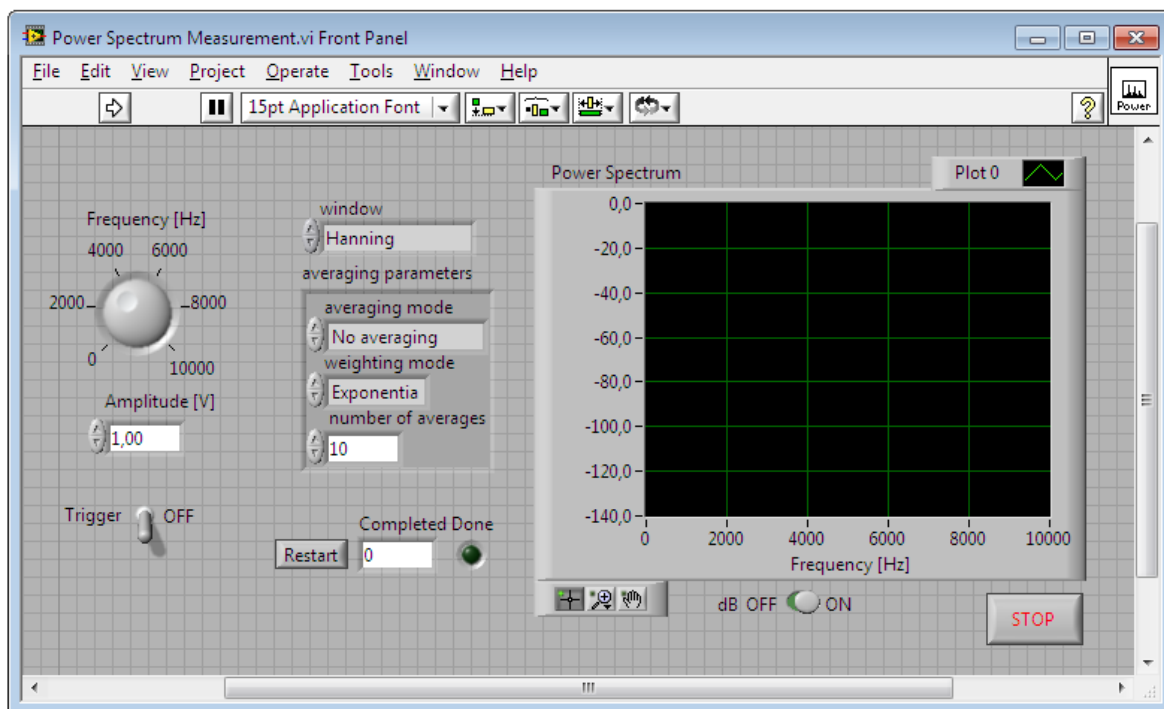 Power Spectrum Measurement.vi Front Panel
File Edit View Project Operate Tools Window Help
15pt Application Font
Power
Power Spectrum
Plot 0
Frequency [Hz]
4000 6000
2000 8000
0 10000
Amplitude [V]
1,00
Trigger OFF
window
Hanning
averaging parameters
averaging mode
No averaging
weighting mode
Exponentia
number of averages
10
Completed Done
Restart 0
0,0
-20,0
-40,0
-60,0
-80,0
-100,0
-120,0
-140,0
0 2000 4000 6000 8000 10000
Frequency [Hz]
dB OFF ON
STOP